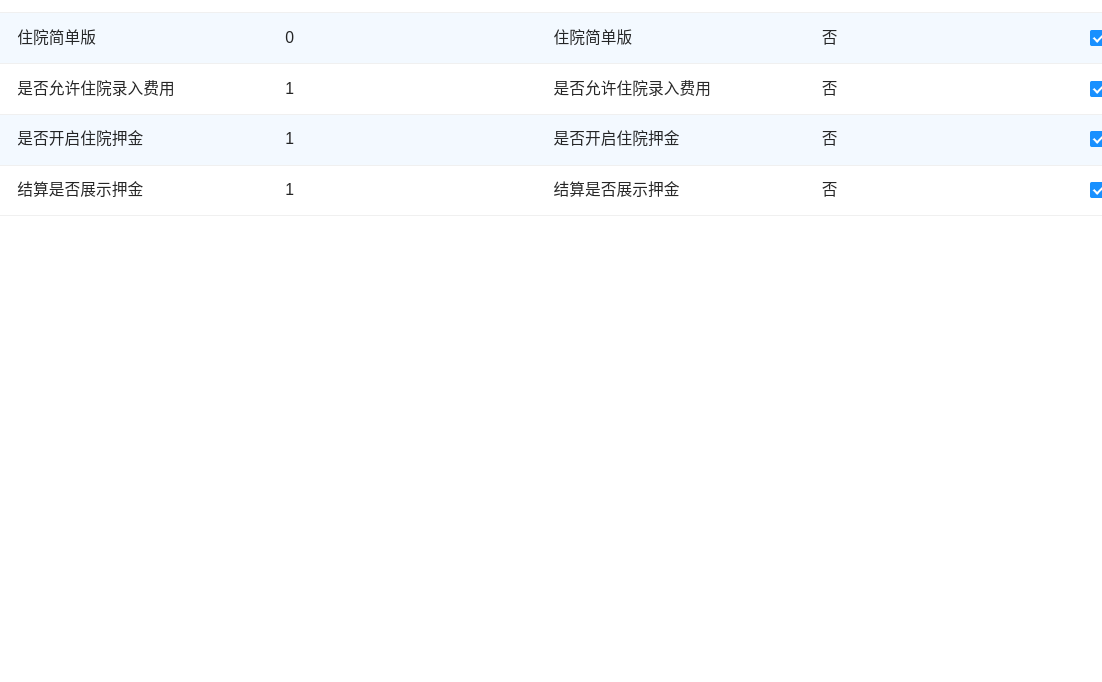 住院简单版 0 住院简单版 否
是否允许住院录入费用 1 是否允许住院录入费用 否
是否开启住院押金 1 是否开启住院押金 否
结算是否展示押金 1 结算是否展示押金 否